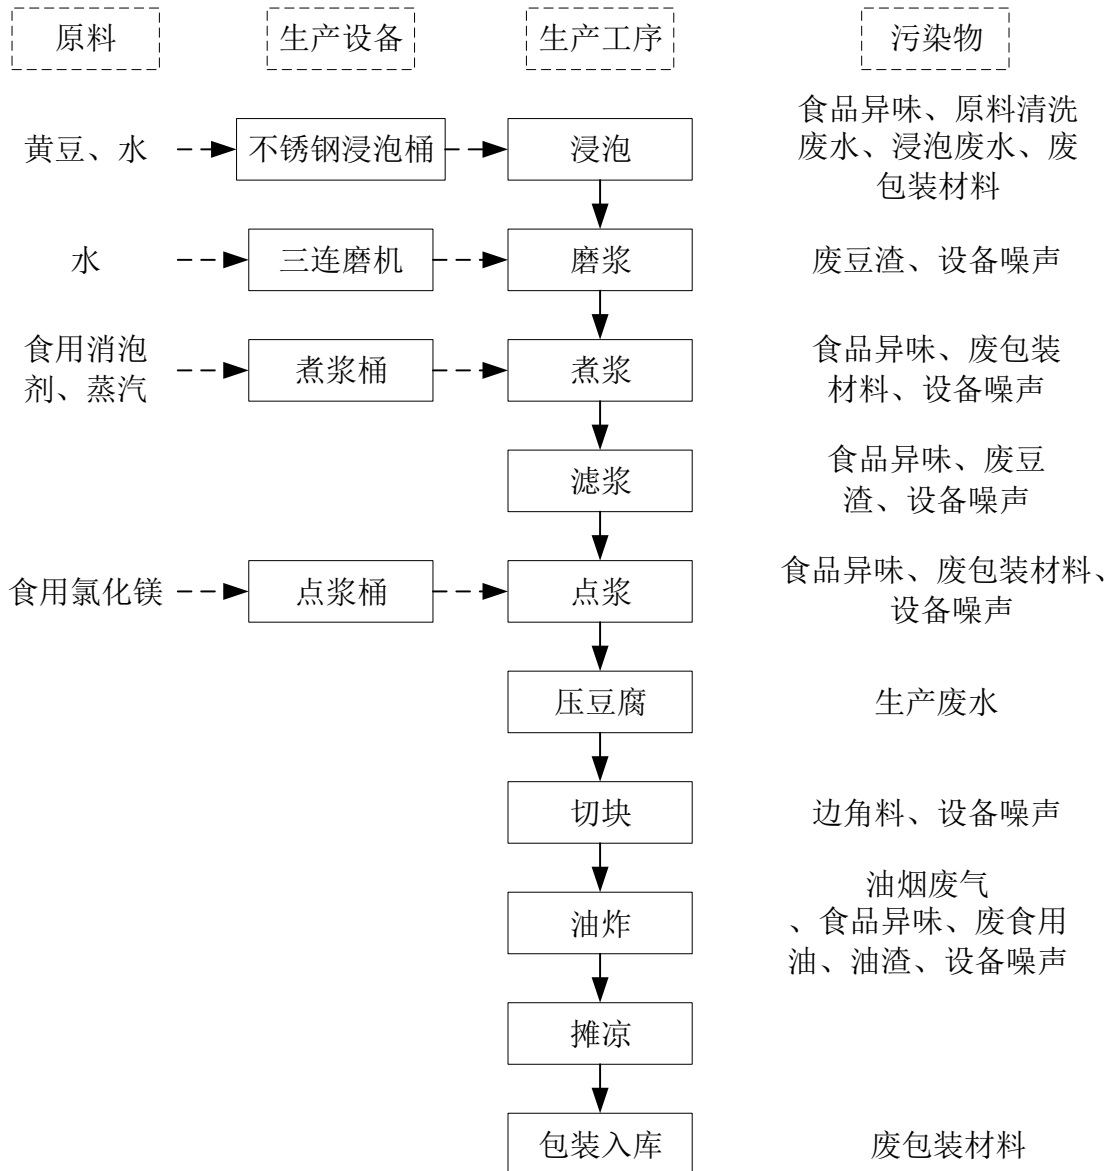 原料
生产设备
生产工序
污染物
黄豆、水
不锈钢浸泡桶
浸泡
食品异味、原料清洗
废水、浸泡废水、废
包装材料
水
三连磨机
磨浆
废豆渣、设备噪声
食用消泡
剂、蒸汽
煮浆桶
煮浆
食品异味、废包装
材料、设备噪声
滤浆
食品异味、废豆
渣、设备噪声
食用氯化镁
点浆桶
点浆
食品异味、废包装材料、
设备噪声
压豆腐
生产废水
切块
边角料、设备噪声
油炸
油烟废气
、食品异味、废食用
油、油渣、设备噪声
摊凉
包装入库
废包装材料